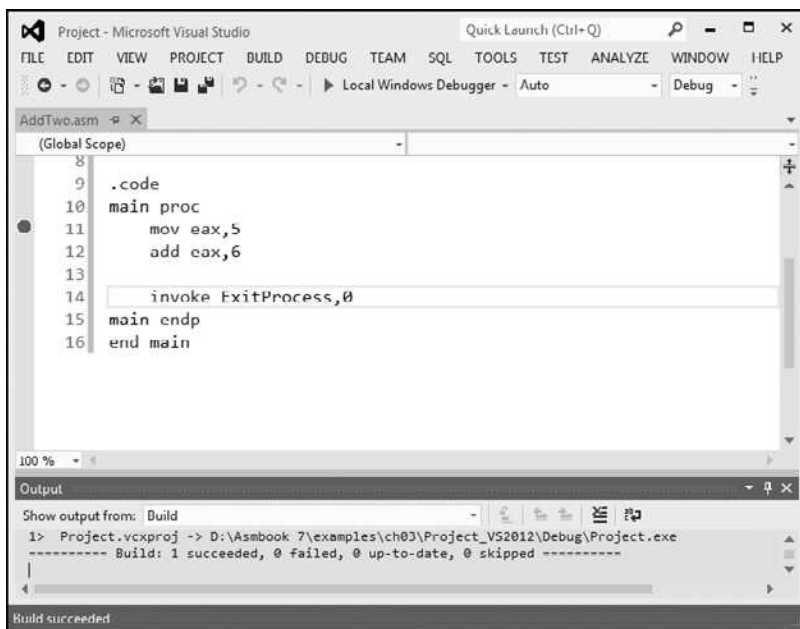 Project - Microsoft Visual Studio Quick Launch (Ctrl+Q)
FILE EDIT VIEW PROJECT BUILD DEBUG TEAM SQL TOOLS TEST ANALYZE WINDOW HELP
Local Windows Debugger Auto Debug
AddTwo.asm
(Global Scope)
8
9 .code
10 main proc
11 mov eax,5
12 add eax,6
13
14 invoke ExitProcess,0
15 main endp
16 end main
100 %
Output
Show output from: Build
1> Project.vcxproj -> D:\Asmbook 7\examples\ch03\Project_VS2012\Debug\Project.exe
---------- Build: 1 succeeded, 0 failed, 0 up-to-date, 0 skipped ----------
Build succeeded